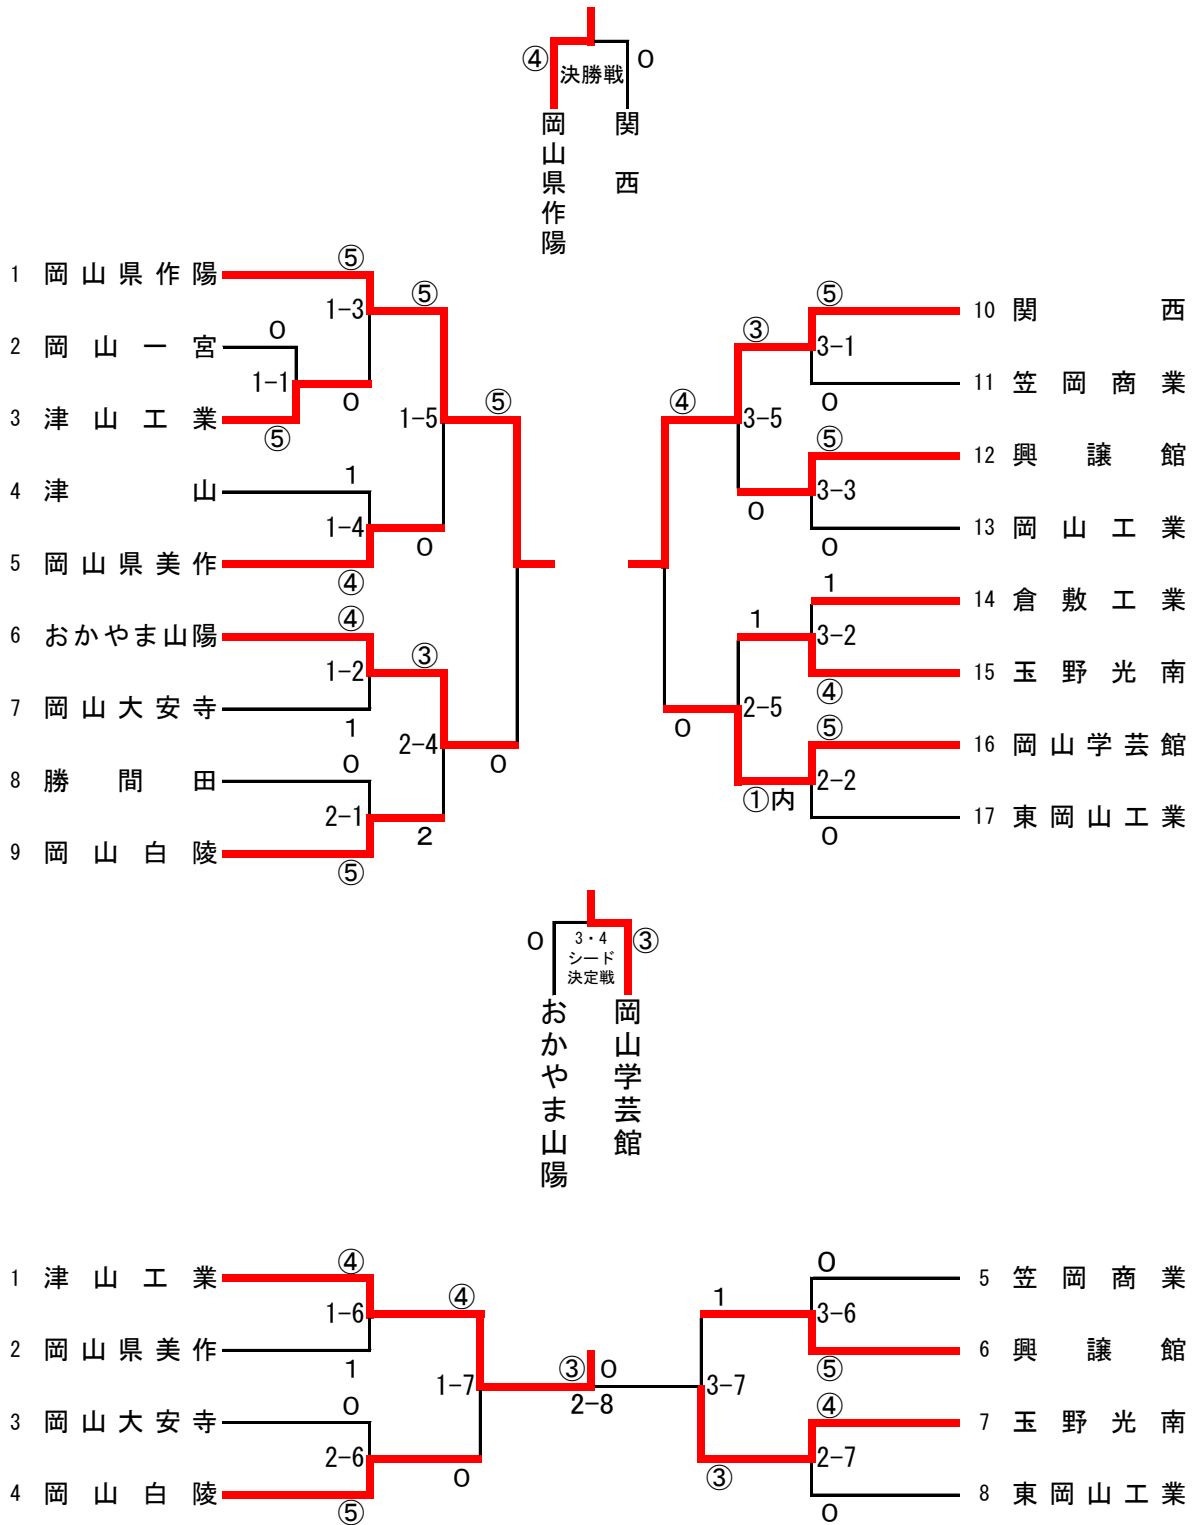 ④ 0
決勝戦
岡山県作陽
関西
1 岡山県作陽
2 岡山一宮
3 津山工業
4 津山
5 岡山県美作
6 おかやま山陽
7 岡山大安寺
8 勝間田
9 岡山白陵
⑤
1-3
0
1-1
⑤
0
⑤
1-5
1
1-4
④
0
⑤
④
1-2
1
③
2-4
0
0
2-1
⑤
2
10 関西
11 笠岡商業
12 興譲館
13 岡山工業
14 倉敷工業
15 玉野光南
16 岡山学芸館
17 東岡山工業
⑤
3-1
0
③
3-5
④
⑤
3-3
0
0
1
3-2
④
1
2-5
0
⑤
2-2
①内
0
0 ③
3・4
シード
決定戦
おかやま山陽
岡山学芸館
1 津山工業
2 岡山県美作
3 岡山大安寺
4 岡山白陵
④
1-6
1
④
1-7
0
2-6
⑤
0
③ 0
2-8
5 笠岡商業
6 興譲館
7 玉野光南
8 東岡山工業
0
3-6
⑤
1
3-7
④
2-7
③
0